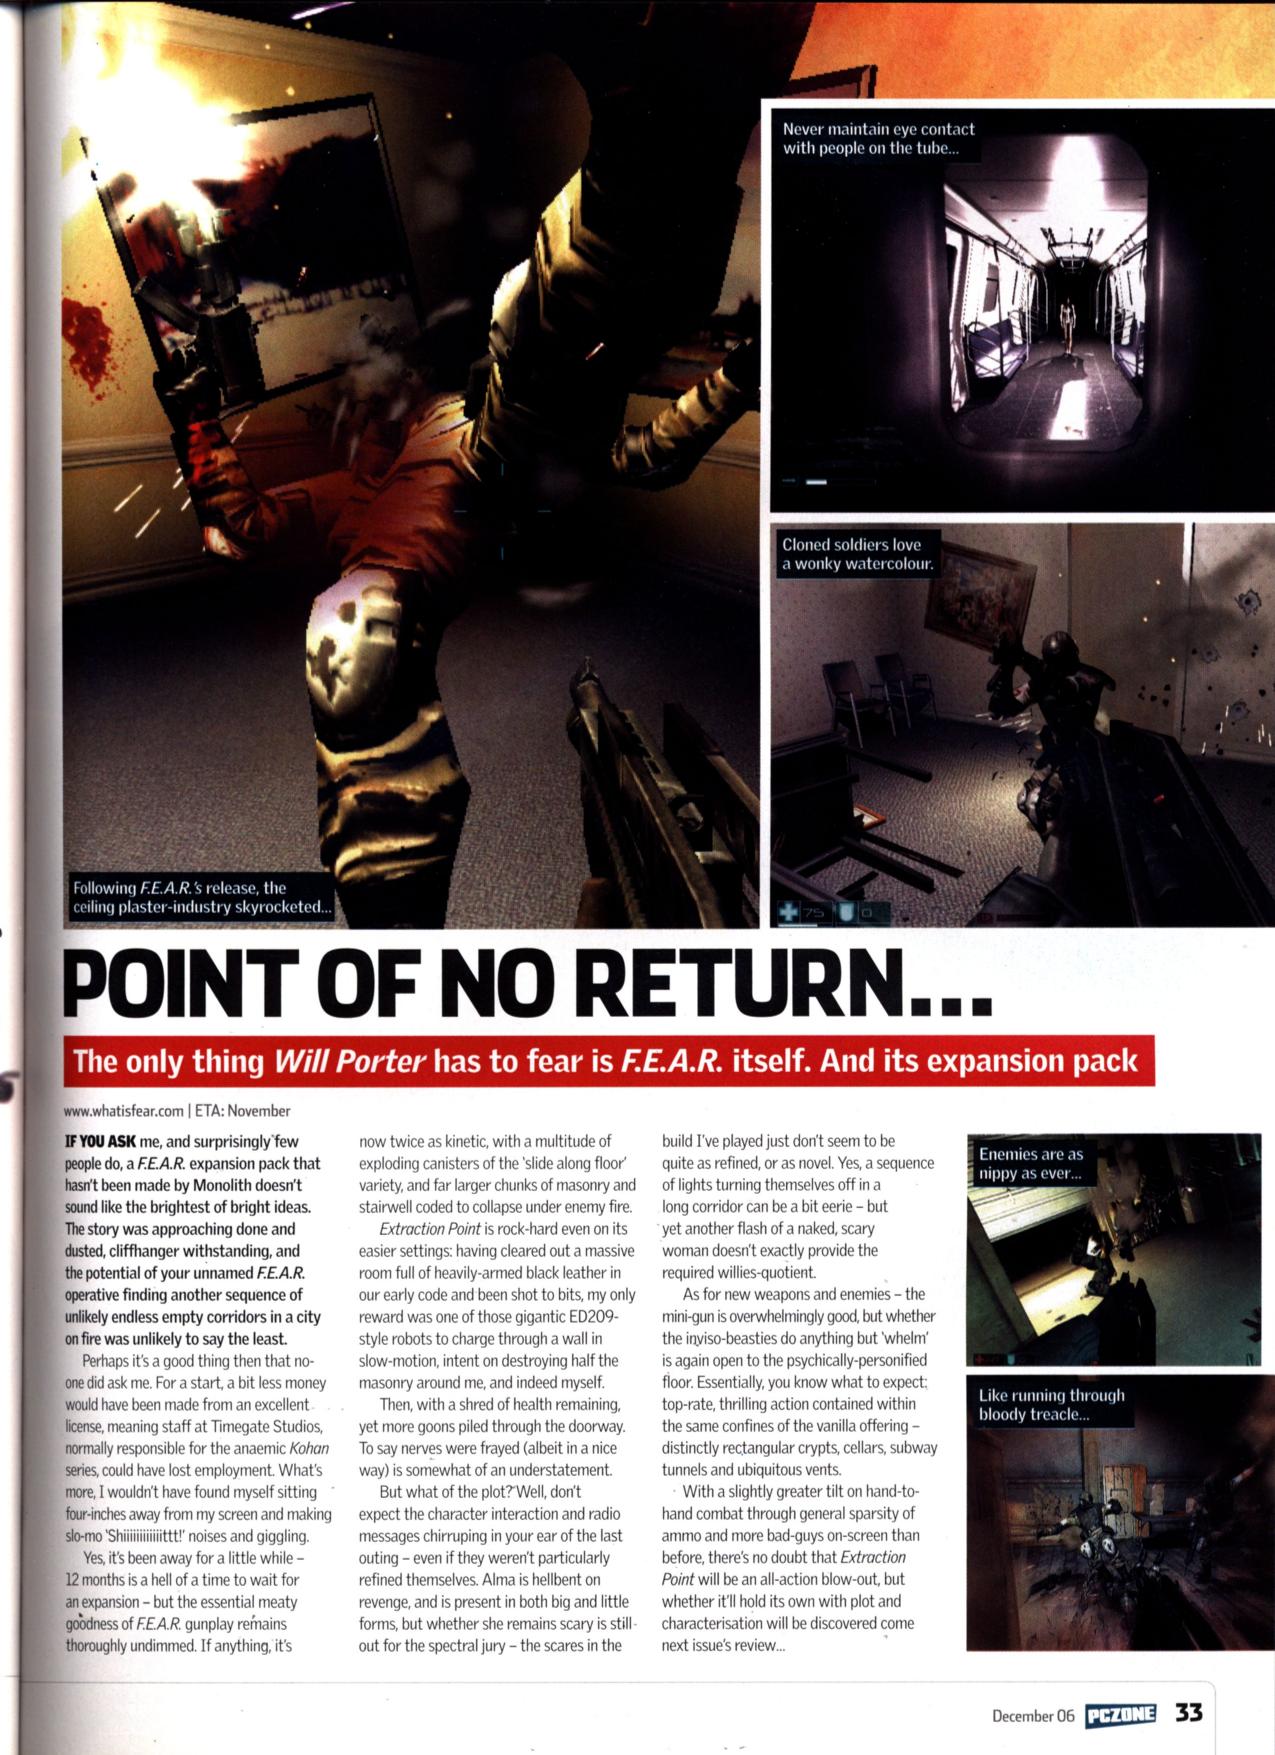 Never maintain eye contact
with people on the tube...
Cloned soldiers love
a wonky watercolour.
75 0
Following F.E.A.R.'s release, the
ceiling plaster-industry skyrocketed...
POINT OF NO RETURN...
The only thing Will Porter has to fear is F.E.A.R. itself. And its expansion pack
www.whatisfear.com | ETA: November
IF YOU ASK me, and surprisingly few
people do, a F.E.A.R. expansion pack that
hasn't been made by Monolith doesn't
sound like the brightest of bright ideas.
The story was approaching done and
dusted, cliffhanger withstanding, and
the potential of your unnamed F.E.A.R.
operative finding another sequence of
unlikely endless empty corridors in a city
on fire was unlikely to say the least.
Perhaps it's a good thing then that no-
one did ask me. For a start, a bit less money
would have been made from an excellent
license, meaning staff at Timegate Studios,
normally responsible for the anaemic Kohan
series, could have lost employment. What's
more, I wouldn't have found myself sitting
four-inches away from my screen and making
slo-mo 'Shiiiiiiiiiiiittt!' noises and giggling.
Yes, it's been away for a little while –
12 months is a hell of a time to wait for
an expansion – but the essential meaty
goodness of F.E.A.R. gunplay remains
thoroughly undimmed. If anything, it's
now twice as kinetic, with a multitude of
exploding canisters of the 'slide along floor'
variety, and far larger chunks of masonry and
stairwell coded to collapse under enemy fire.
Extraction Point is rock-hard even on its
easier settings: having cleared out a massive
room full of heavily-armed black leather in
our early code and been shot to bits, my only
reward was one of those gigantic ED209-
style robots to charge through a wall in
slow-motion, intent on destroying half the
masonry around me, and indeed myself.
Then, with a shred of health remaining,
yet more goons piled through the doorway.
To say nerves were frayed (albeit in a nice
way) is somewhat of an understatement.
But what of the plot? Well, don't
expect the character interaction and radio
messages chirruping in your ear of the last
outing – even if they weren't particularly
refined themselves. Alma is hellbent on
revenge, and is present in both big and little
forms, but whether she remains scary is still
out for the spectral jury – the scares in the
build I've played just don't seem to be
quite as refined, or as novel. Yes, a sequence
of lights turning themselves off in a
long corridor can be a bit eerie – but
yet another flash of a naked, scary
woman doesn't exactly provide the
required willies-quotient.
As for new weapons and enemies – the
mini-gun is overwhelmingly good, but whether
the inviso-beasties do anything but 'whelm'
is again open to the psychically-personified
floor. Essentially, you know what to expect:
top-rate, thrilling action contained within
the same confines of the vanilla offering –
distinctly rectangular crypts, cellars, subway
tunnels and ubiquitous vents.
With a slightly greater tilt on hand-to-
hand combat through general sparsity of
ammo and more bad-guys on-screen than
before, there's no doubt that Extraction
Point will be an all-action blow-out, but
whether it'll hold its own with plot and
characterisation will be discovered come
next issue's review...
Enemies are as
nippy as ever...
Like running through
bloody treacle...
December 06 PCZONE 33